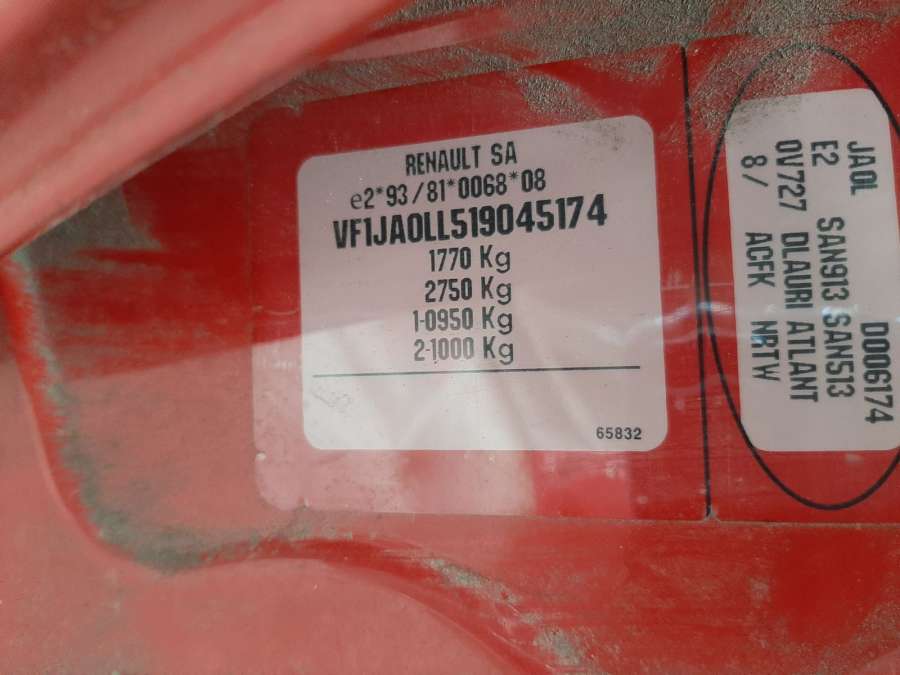 RENAULT SA
e2*93/81*0068*08
VF1JA0LL519045174
1770 Kg
2750 Kg
1-0950 Kg
2-1000 Kg
65832
JA0L D006174
E2 SAN913 SAN513
0V727 DLAURI ATLANT
8/ ACFK NRTW